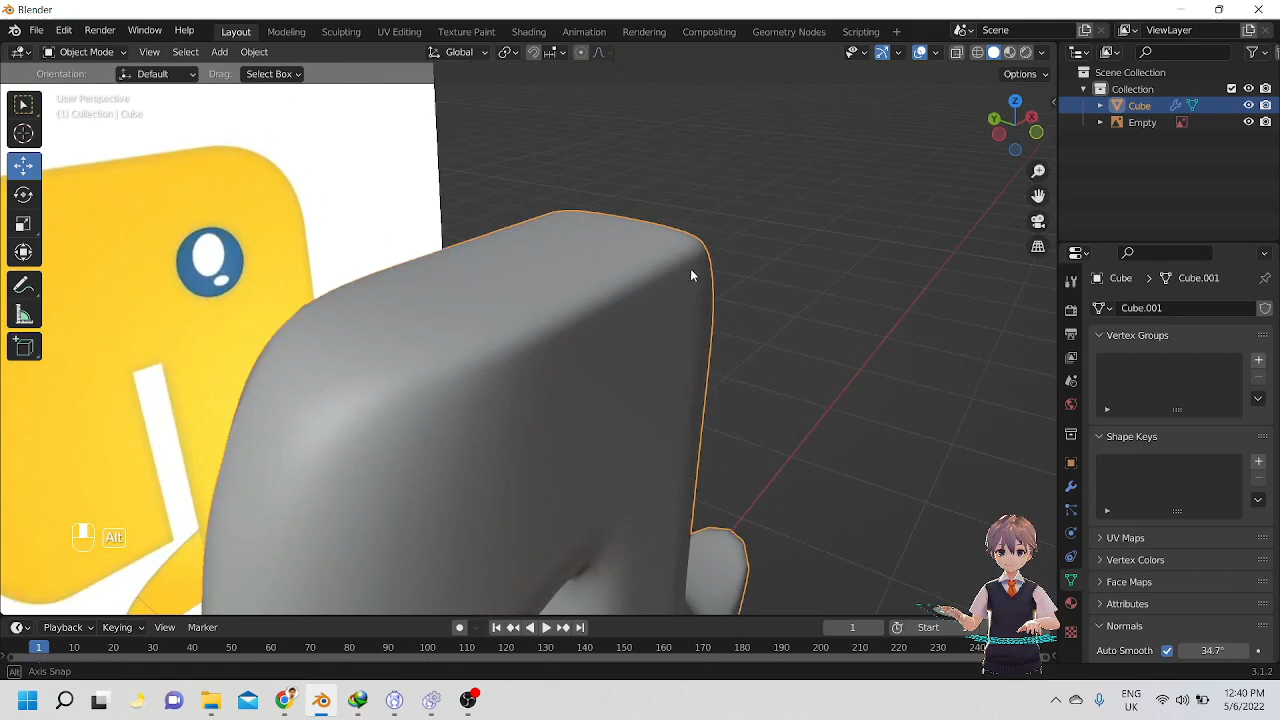 Blender
File Edit Render Window Help Layout Modeling Sculpting UV Editing Texture Paint Shading Animation Rendering Compositing Geometry Nodes Scripting + Scene ViewLayer
Object Mode View Select Add Object Global
Orientation: Default Drag: Select Box Options
User Perspective
(1) Collection | Cube
Z
Y
X
Scene Collection
Collection
Cube
Empty
Cube Cube.001
Cube.001
Vertex Groups
Shape Keys
UV Maps
Vertex Colors
Face Maps
Attributes
Normals
Auto Smooth 34.7°
Alt
Playback Keying View Marker 1 Start
1 10 20 30 40 50 60 70 80 90 100 110 120 130 140 150 160 170 180 190 200 210 220
Alt Axis Snap 3.1.2
ENG
UK
12:40 PM
5/6/2022